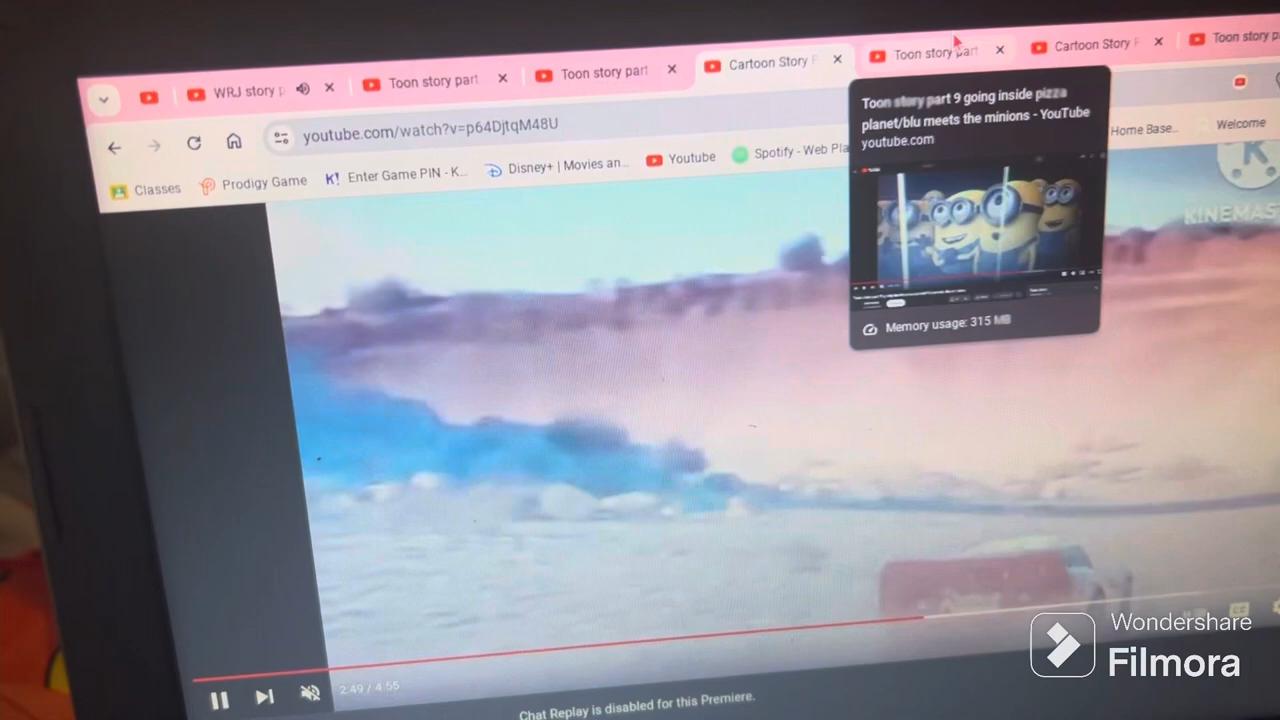 WRJ story p
Toon story part
Toon story part
Cartoon Story P
Toon story part
Cartoon Story P
Toon story p
youtube.com/watch?v=p64DjtqM48U
Toon story part 9 going inside pizza
planet/blu meets the minions - YouTube
youtube.com
Memory usage: 315 MB
Classes
Prodigy Game
K! Enter Game PIN - K...
Disney+ | Movies an...
Youtube
Spotify - Web Pla
Home Base...
Welcome
K
KINEMAS
2:49 / 4:55
Chat Replay is disabled for this Premiere.
Wondershare
Filmora